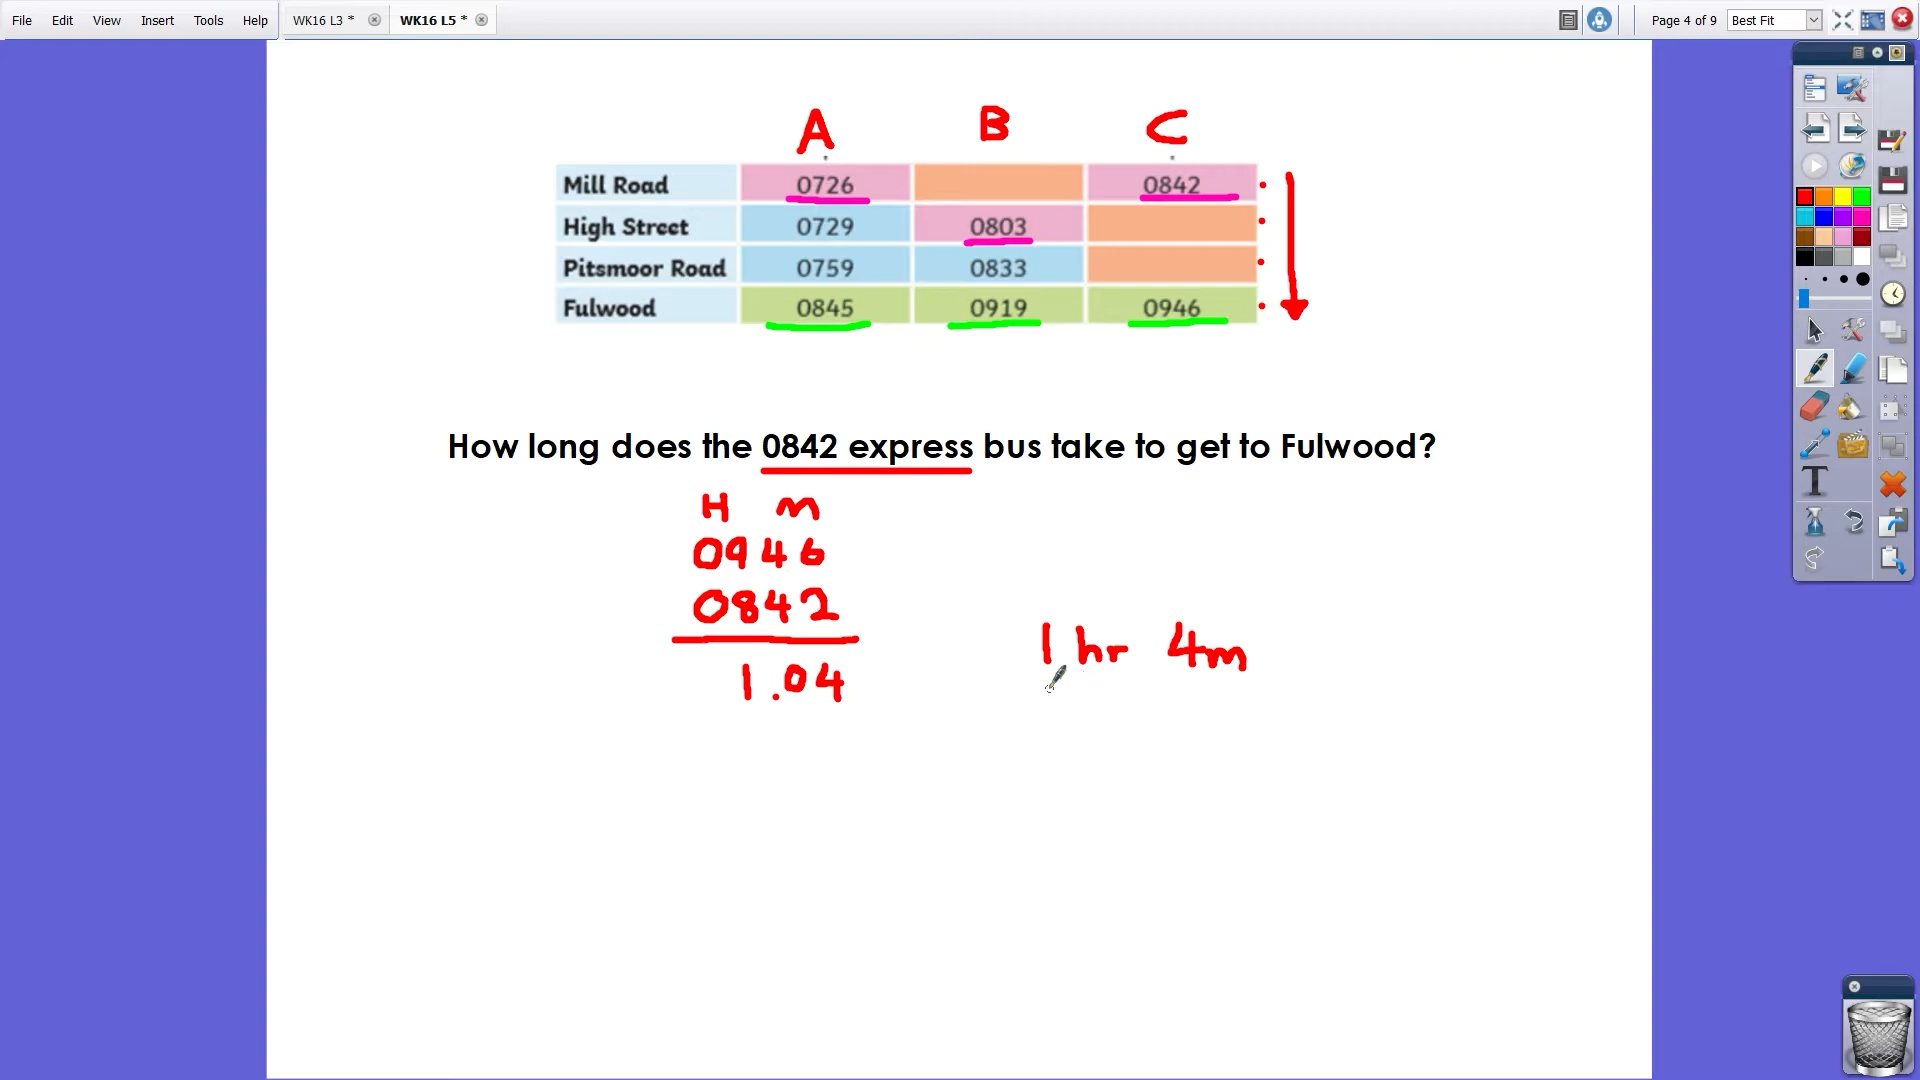 File Edit View Insert Tools Help WK16 L3 * WK16 L5 * Page 4 of 9 Best Fit
A B C
Mill Road 0726 0842
High Street 0729 0803
Pitsmoor Road 0759 0833
Fulwood 0845 0919 0946
How long does the 0842 express bus take to get to Fulwood?
H m
0946
0842
1.04
1 hr 4m
T